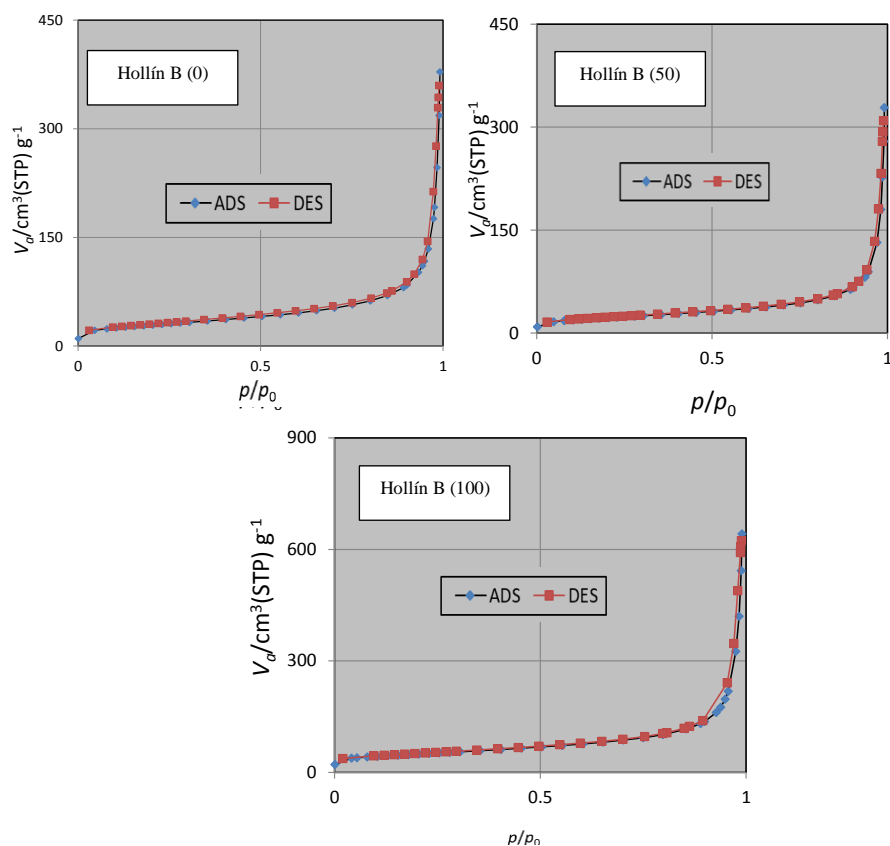 450
300
150
0
0
0.5
1
Hollín B (0)
ADS DES
Va/cm³(STP) g⁻¹
p/p₀
450
300
150
0
0
0.5
1
Hollín B (50)
ADS DES
Va/cm³(STP) g⁻¹
p/p₀
900
600
300
0
0
0.5
1
Hollín B (100)
ADS DES
Va/cm³(STP) g⁻¹
p/p₀